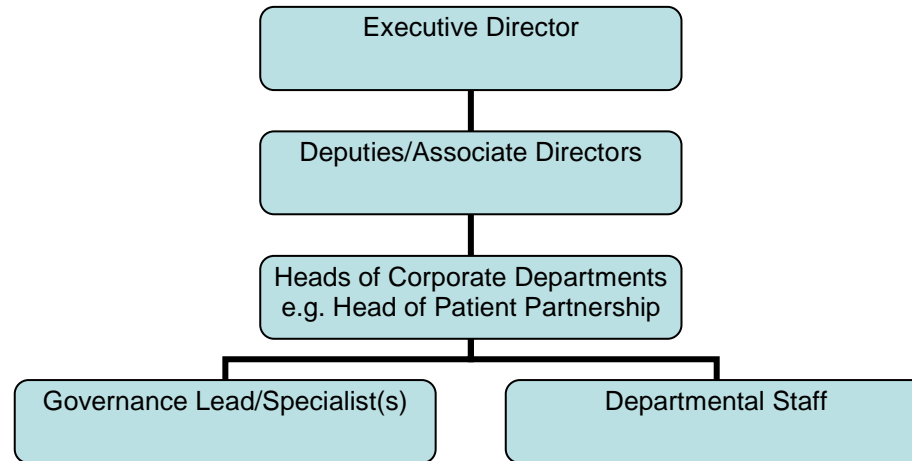 Executive Director
Deputies/Associate Directors
Heads of Corporate Departments
e.g. Head of Patient Partnership
Governance Lead/Specialist(s)
Departmental Staff